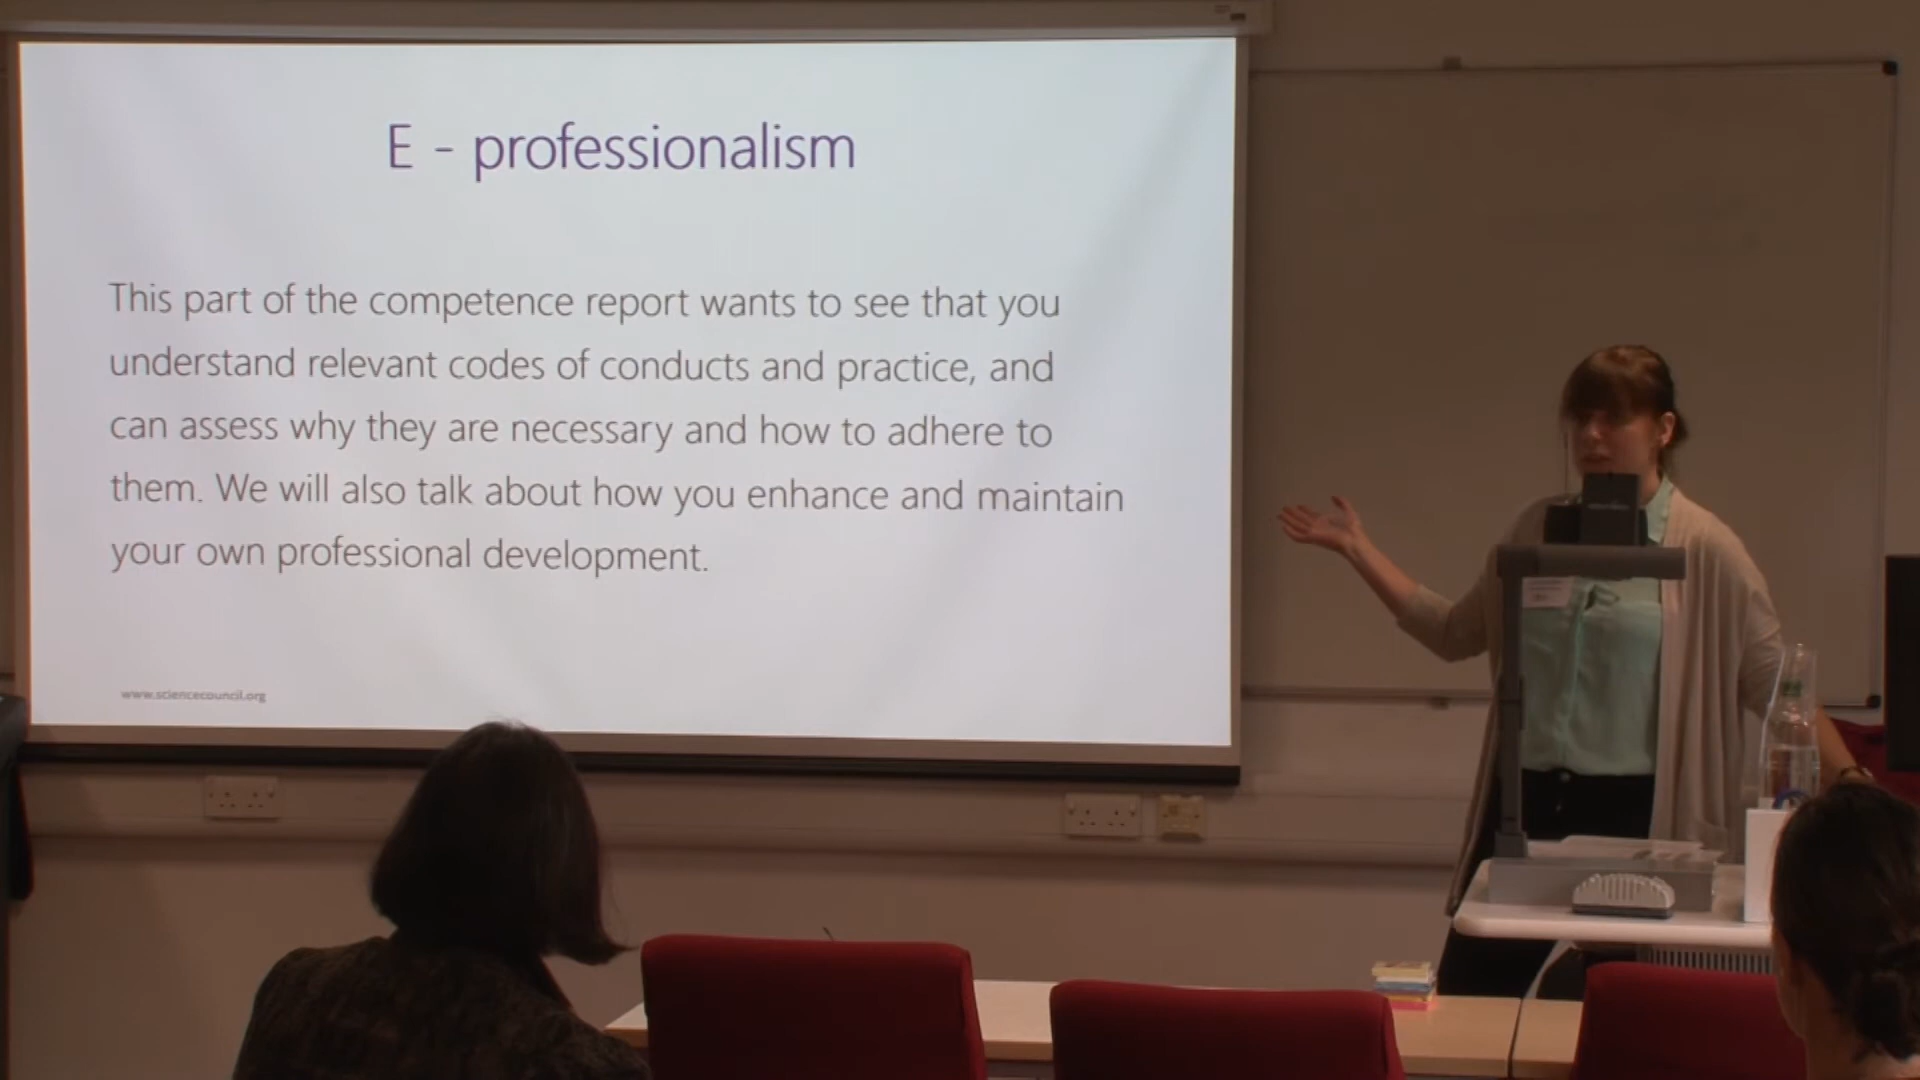 E - professionalism
This part of the competence report wants to see that you
understand relevant codes of conducts and practice, and
can assess why they are necessary and how to adhere to
them. We will also talk about how you enhance and maintain
your own professional development.
www.sciencecouncil.org